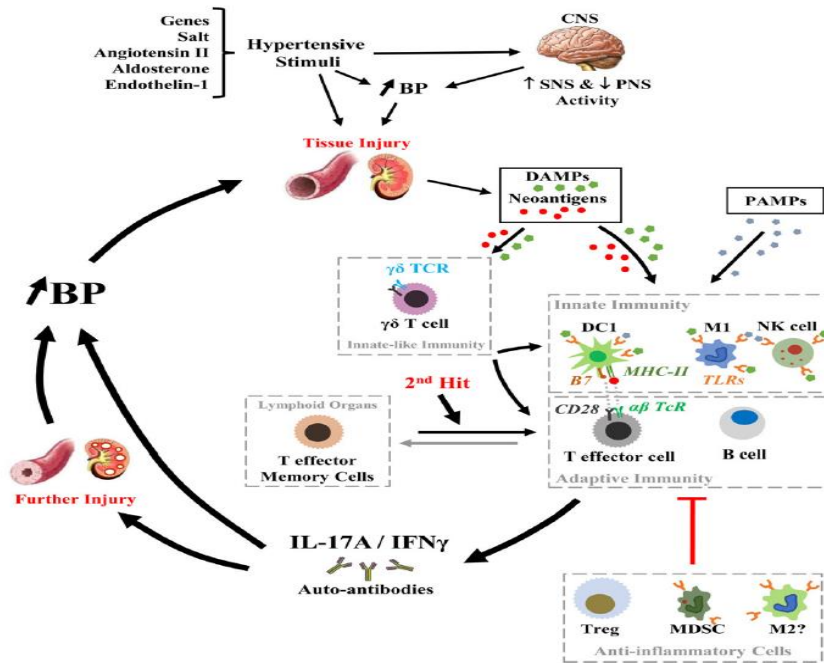 Genes
Salt
Angiotensin II
Aldosterone
Endothelin-1
Hypertensive
Stimuli
CNS
BP
↑ SNS & ↓ PNS
Activity
Tissue Injury
DAMPs
Neoantigens
PAMPs
γδ TCR
γδ T cell
Innate-like Immunity
BP
Innate Immunity
DC1
M1
NK cell
B7
MHC-II
TLRs
2nd Hit
Lymphoid Organs
T effector
Memory Cells
CD28
αβ TcR
T effector cell
B cell
Adaptive Immunity
Further Injury
IL-17A / IFNγ
Auto-antibodies
Treg
MDSC
M2?
Anti-inflammatory Cells